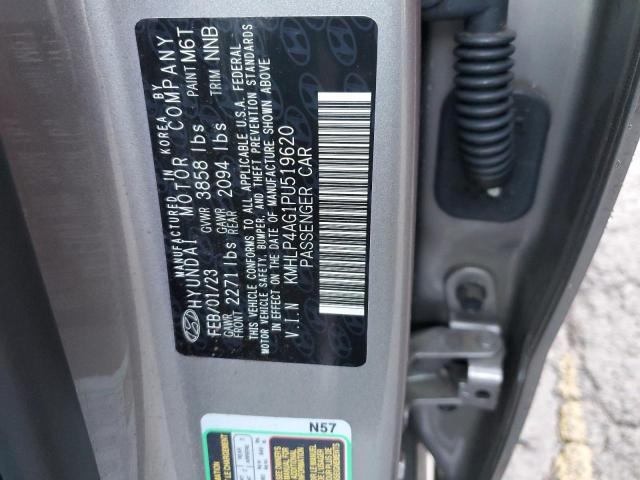 MANUFACTURED IN KOREA BY
HYUNDAI MOTOR COMPANY
FEB/01/23 GVWR 3858 lbs PAINT M6T
GAWR FRONT 2271 lbs GAWR REAR 2094 lbs TRIM NNB
THIS VEHICLE CONFORMS TO ALL APPLICABLE U.S.A. FEDERAL
MOTOR VEHICLE SAFETY, BUMPER, AND THEFT PREVENTION STANDARDS
IN EFFECT ON THE DATE OF MANUFACTURE SHOWN ABOVE
V.I.N KMHLP4AG1PU519620
PASSENGER CAR
N57